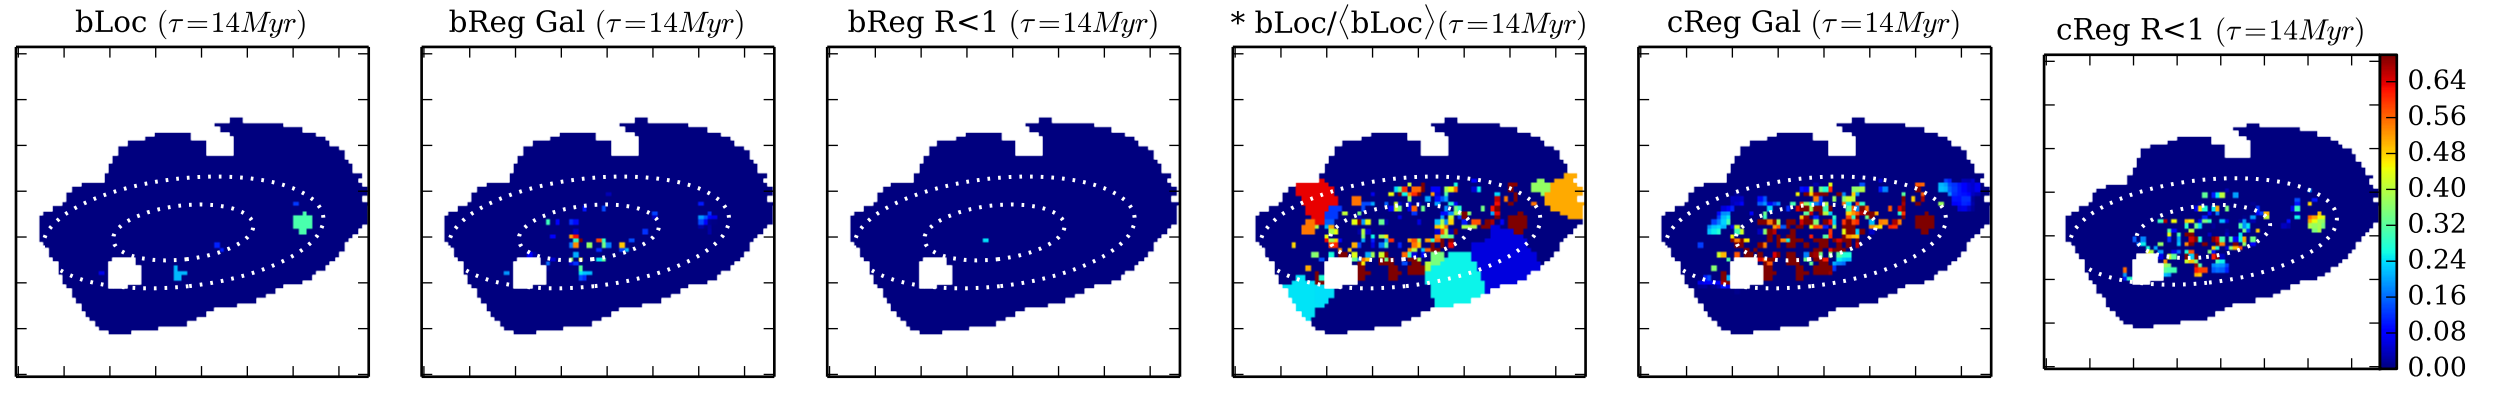 bLoc (τ=14Myr)
bReg Gal (τ=14Myr)
bReg R<1 (τ=14Myr)
* bLoc/⟨bLoc⟩(τ=14Myr)
cReg Gal (τ=14Myr)
cReg R<1 (τ=14Myr)
0.64
0.56
0.48
0.40
0.32
0.24
0.16
0.08
0.00